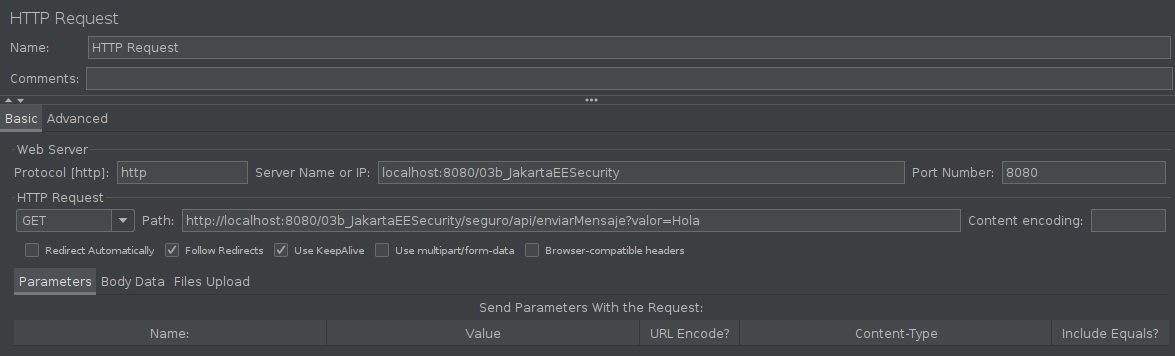 HTTP Request
Name: HTTP Request
Comments:
Basic Advanced
Web Server
Protocol [http]: http Server Name or IP: localhost:8080/03b_JakartaEESecurity Port Number: 8080
HTTP Request
GET Path: http://localhost:8080/03b_JakartaEESecurity/seguro/api/enviarMensaje?valor=Hola Content encoding:
Redirect Automatically Follow Redirects Use KeepAlive Use multipart/form-data Browser-compatible headers
Parameters Body Data Files Upload
Send Parameters With the Request:
Name: Value URL Encode? Content-Type Include Equals?